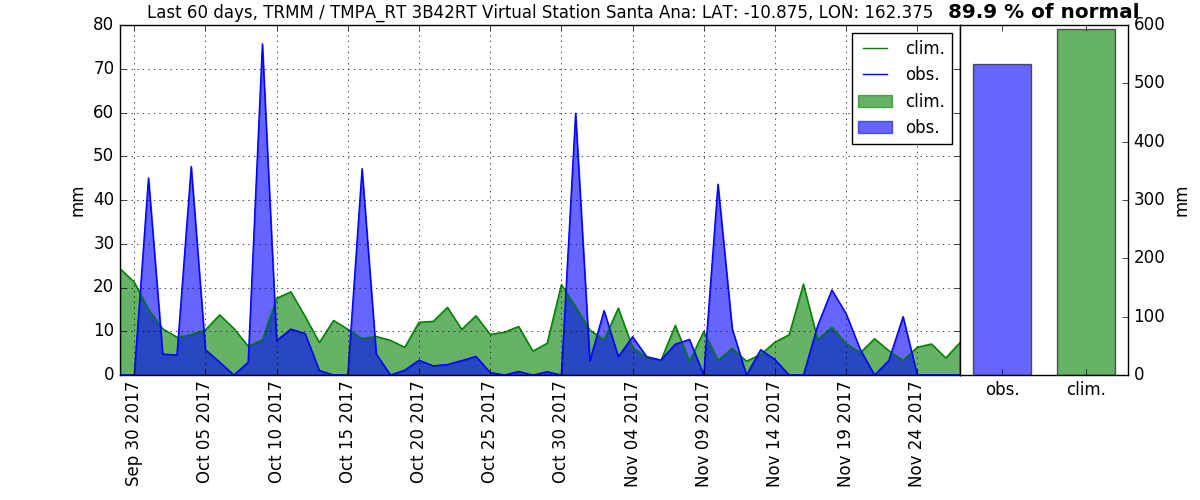 Last 60 days, TRMM / TMPA_RT 3B42RT Virtual Station Santa Ana: LAT: -10.875, LON: 162.375
89.9 % of normal
clim.
obs.
clim.
obs.
80
70
60
50
40
30
20
10
0
mm
Sep 30 2017
Oct 05 2017
Oct 10 2017
Oct 15 2017
Oct 20 2017
Oct 25 2017
Oct 30 2017
Nov 04 2017
Nov 09 2017
Nov 14 2017
Nov 19 2017
Nov 24 2017
600
500
400
300
200
100
0
mm
obs.
clim.